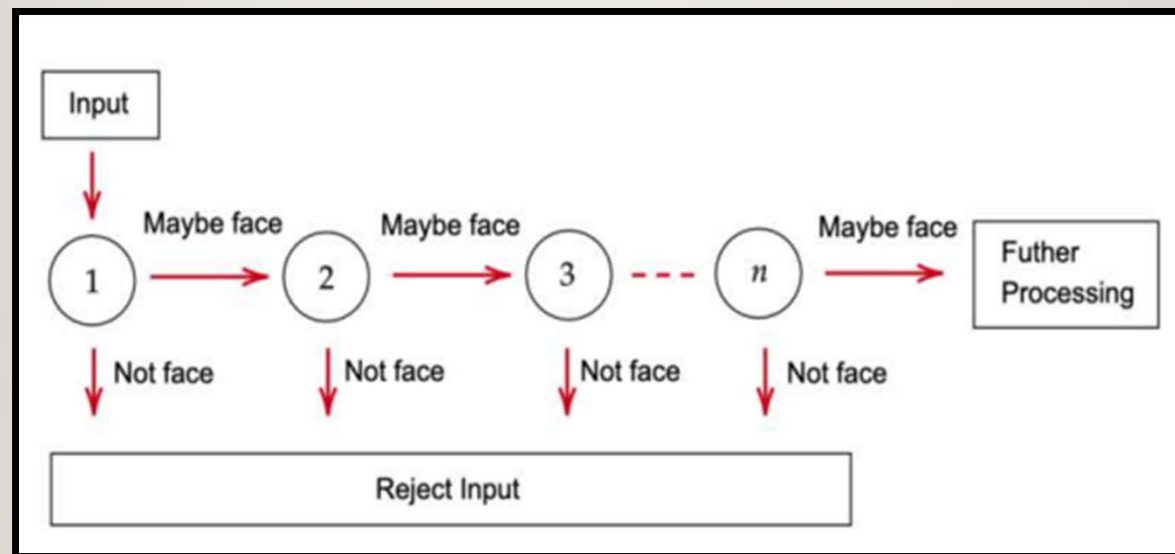 Input
Maybe face
Maybe face
Maybe face
1
2
3
n
Futher
Processing
Not face
Not face
Not face
Not face
Reject Input